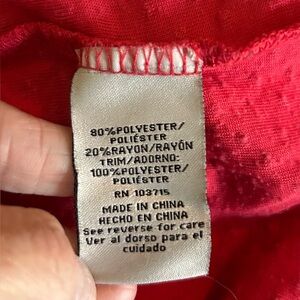 80%POLYESTER/
POLIÉSTER
20%RAYON/RAYÓN
TRIM/ADORNO:
100%POLYESTER/
POLIÉSTER
RN 103715
MADE IN CHINA
HECHO EN CHINA
See reverse for care
Ver al dorso para el
cuidado